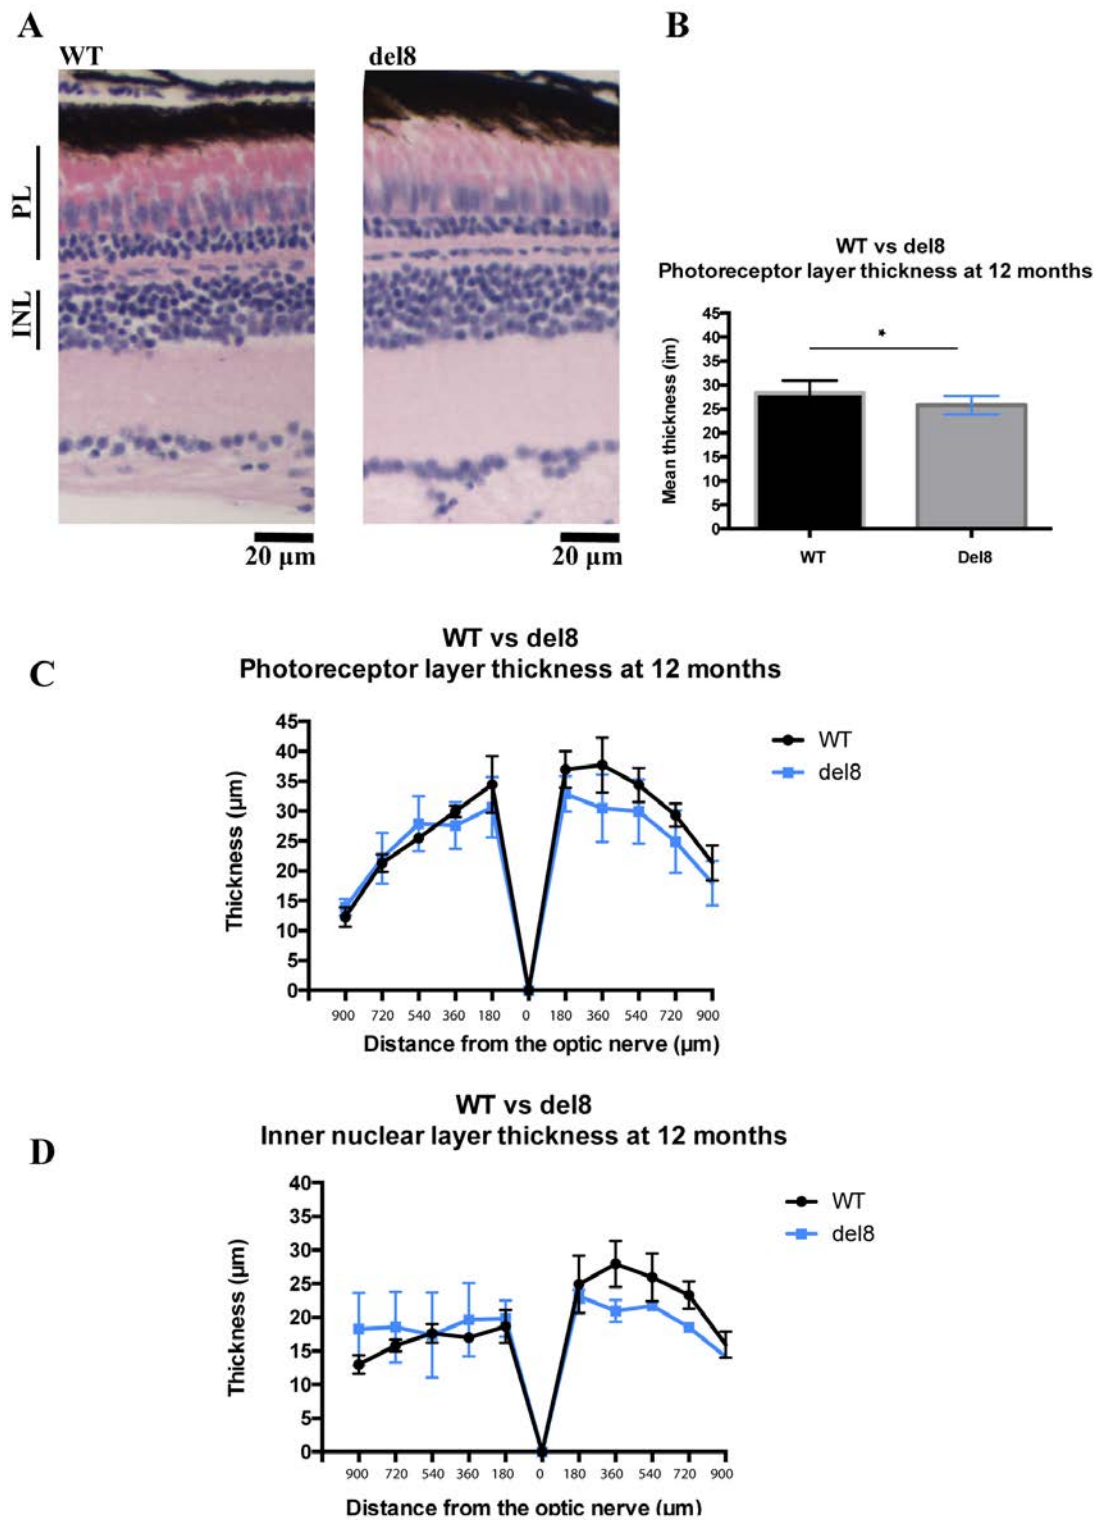 A
B
WT
del8
PL
INL
20 µm
20 µm
WT vs del8
Photoreceptor layer thickness at 12 months
Mean thickness (im)
45
40
35
30
25
20
15
10
5
0
*
WT
Del8
C
WT vs del8
Photoreceptor layer thickness at 12 months
Thickness (µm)
45
40
35
30
25
20
15
10
5
0
WT
del8
900 720 540 360 180 0 180 360 540 720 900
Distance from the optic nerve (µm)
D
WT vs del8
Inner nuclear layer thickness at 12 months
Thickness (µm)
40
35
30
25
20
15
10
5
0
WT
del8
900 720 540 360 180 0 180 360 540 720 900
Distance from the optic nerve (µm)